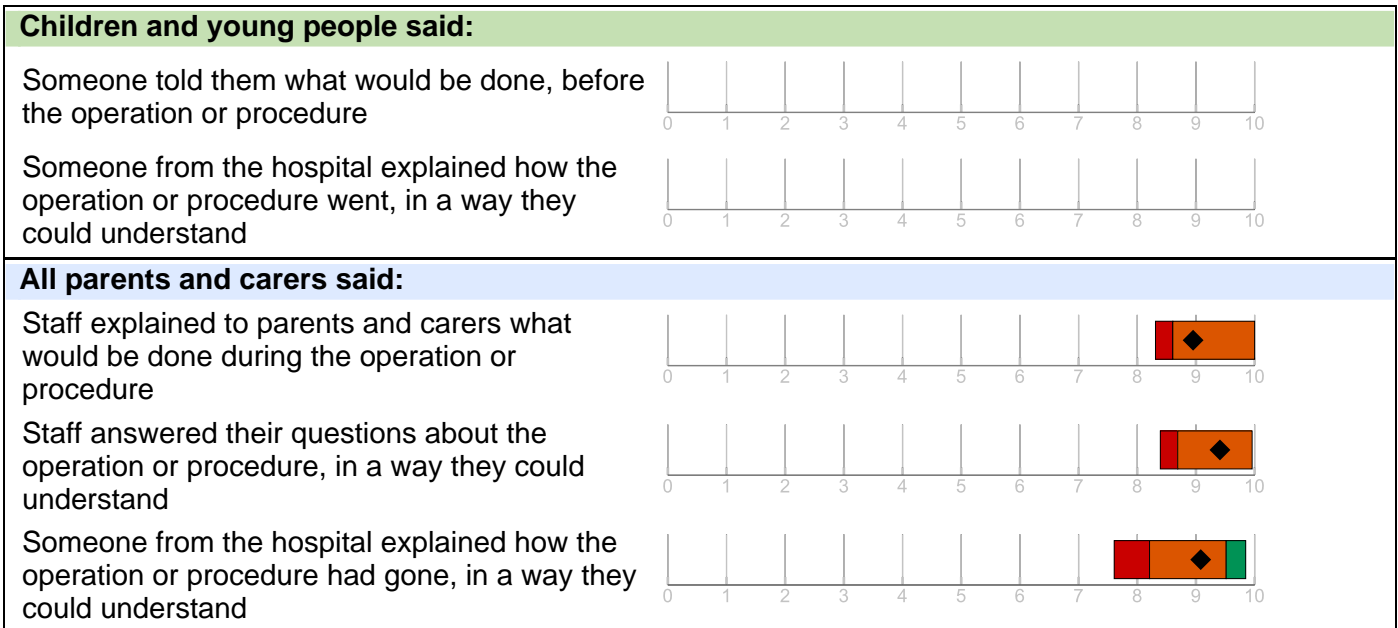 Children and young people said:
Someone told them what would be done, before
the operation or procedure
0 1 2 3 4 5 6 7 8 9 10
Someone from the hospital explained how the
operation or procedure went, in a way they
could understand
0 1 2 3 4 5 6 7 8 9 10
All parents and carers said:
Staff explained to parents and carers what
would be done during the operation or
procedure
0 1 2 3 4 5 6 7 8 9 10
Staff answered their questions about the
operation or procedure, in a way they could
understand
0 1 2 3 4 5 6 7 8 9 10
Someone from the hospital explained how the
operation or procedure had gone, in a way they
could understand
0 1 2 3 4 5 6 7 8 9 10